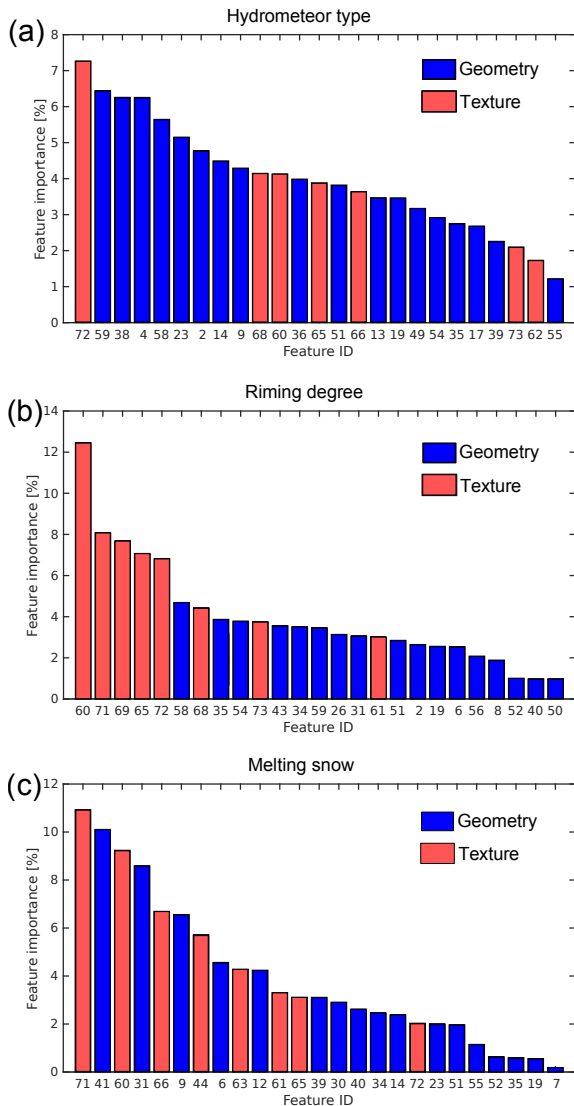 Hydrometeor type
(a)
8
7
6
5
4
3
2
1
0
Feature importance [%]
Geometry
Texture
72 59 38 4 58 23 2 14 9 68 60 36 65 51 66 13 19 49 54 35 17 39 73 62 55
Feature ID
Riming degree
(b)
14
12
10
8
6
4
2
0
Feature importance [%]
Geometry
Texture
60 71 69 65 72 58 68 35 54 73 43 34 59 26 31 61 51 2 19 6 56 8 52 40 50
Feature ID
Melting snow
(c)
12
10
8
6
4
2
0
Feature importance [%]
Geometry
Texture
71 41 60 31 66 9 44 6 63 12 61 65 39 30 40 34 14 72 23 51 55 52 35 19 7
Feature ID